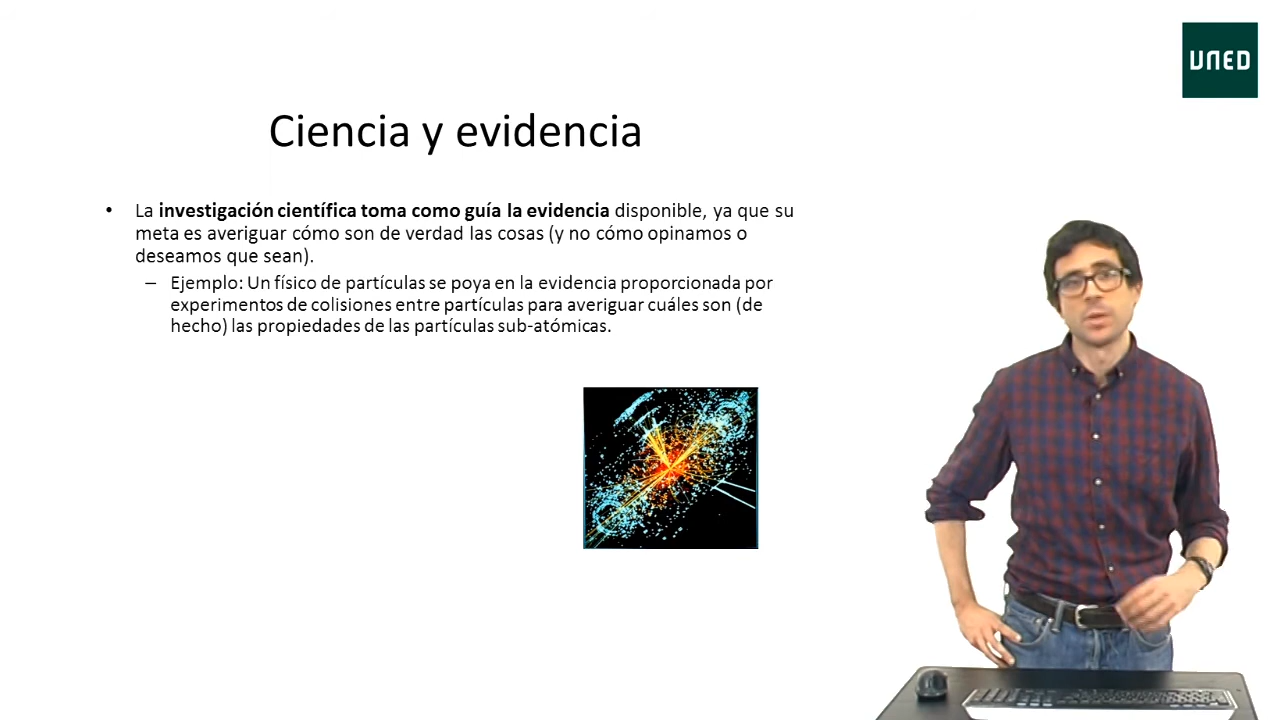 UNED
Ciencia y evidencia
• La investigación científica toma como guía la evidencia disponible, ya que su
meta es averiguar cómo son de verdad las cosas (y no cómo opinamos o
deseamos que sean).
– Ejemplo: Un físico de partículas se poya en la evidencia proporcionada por
experimentos de colisiones entre partículas para averiguar cuáles son (de
hecho) las propiedades de las partículas sub-atómicas.